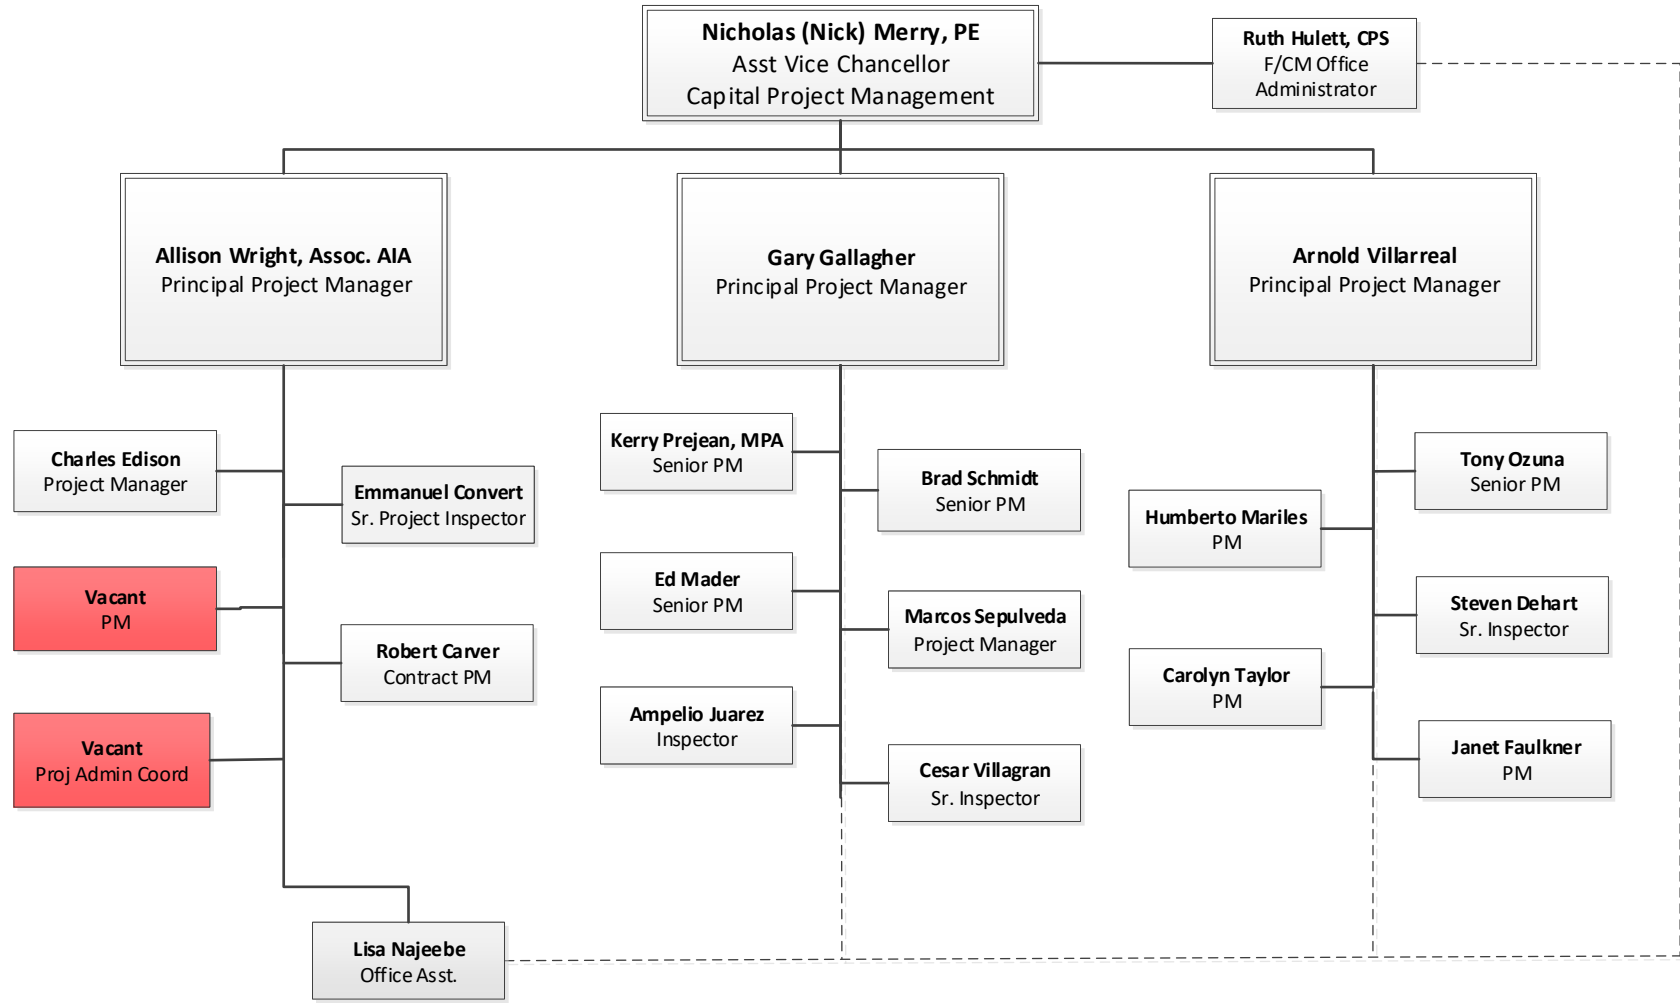 Nicholas (Nick) Merry, PE
Asst Vice Chancellor
Capital Project Management
Ruth Hulett, CPS
F/CM Office
Administrator
Allison Wright, Assoc. AIA
Principal Project Manager
Gary Gallagher
Principal Project Manager
Arnold Villarreal
Principal Project Manager
Charles Edison
Project Manager
Emmanuel Convert
Sr. Project Inspector
Vacant
PM
Robert Carver
Contract PM
Vacant
Proj Admin Coord
Lisa Najeebe
Office Asst.
Kerry Prejean, MPA
Senior PM
Brad Schmidt
Senior PM
Ed Mader
Senior PM
Marcos Sepulveda
Project Manager
Ampelio Juarez
Inspector
Cesar Villagran
Sr. Inspector
Tony Ozuna
Senior PM
Humberto Mariles
PM
Steven Dehart
Sr. Inspector
Carolyn Taylor
PM
Janet Faulkner
PM